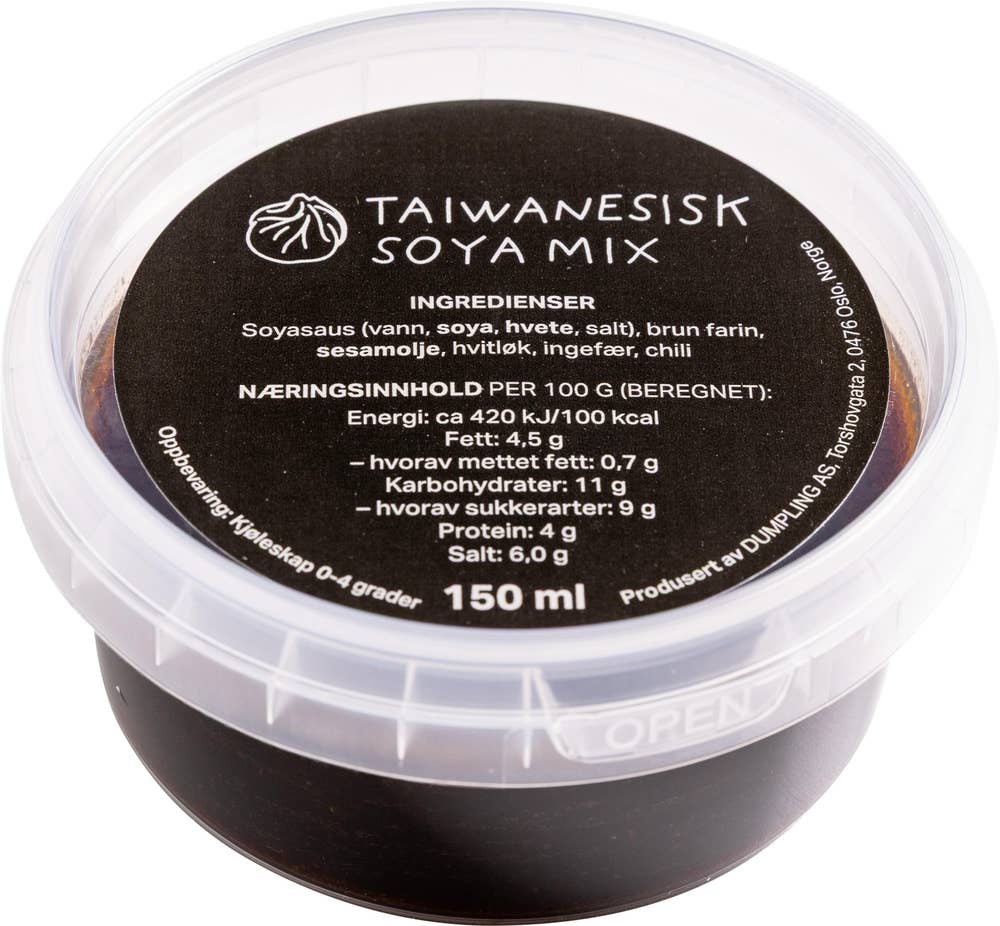 TAIWANESISK
SOYA MIX
INGREDIENSER
Soyasaus (vann, soya, hvete, salt), brun farin,
sesamolje, hvitløk, ingefær, chili
NÆRINGSINNHOLD PER 100 G (BEREGNET):
Energi: ca 420 kJ/100 kcal
Fett: 4,5 g
– hvorav mettet fett: 0,7 g
Karbohydrater: 11 g
– hvorav sukkerarter: 9 g
Protein: 4 g
Salt: 6,0 g
Oppbevaring: Kjøleskap 0-4 grader
150 ml
Produsert av DUMPLING AS, Torshovgata 2, 0476 Oslo, Norge
OPEN